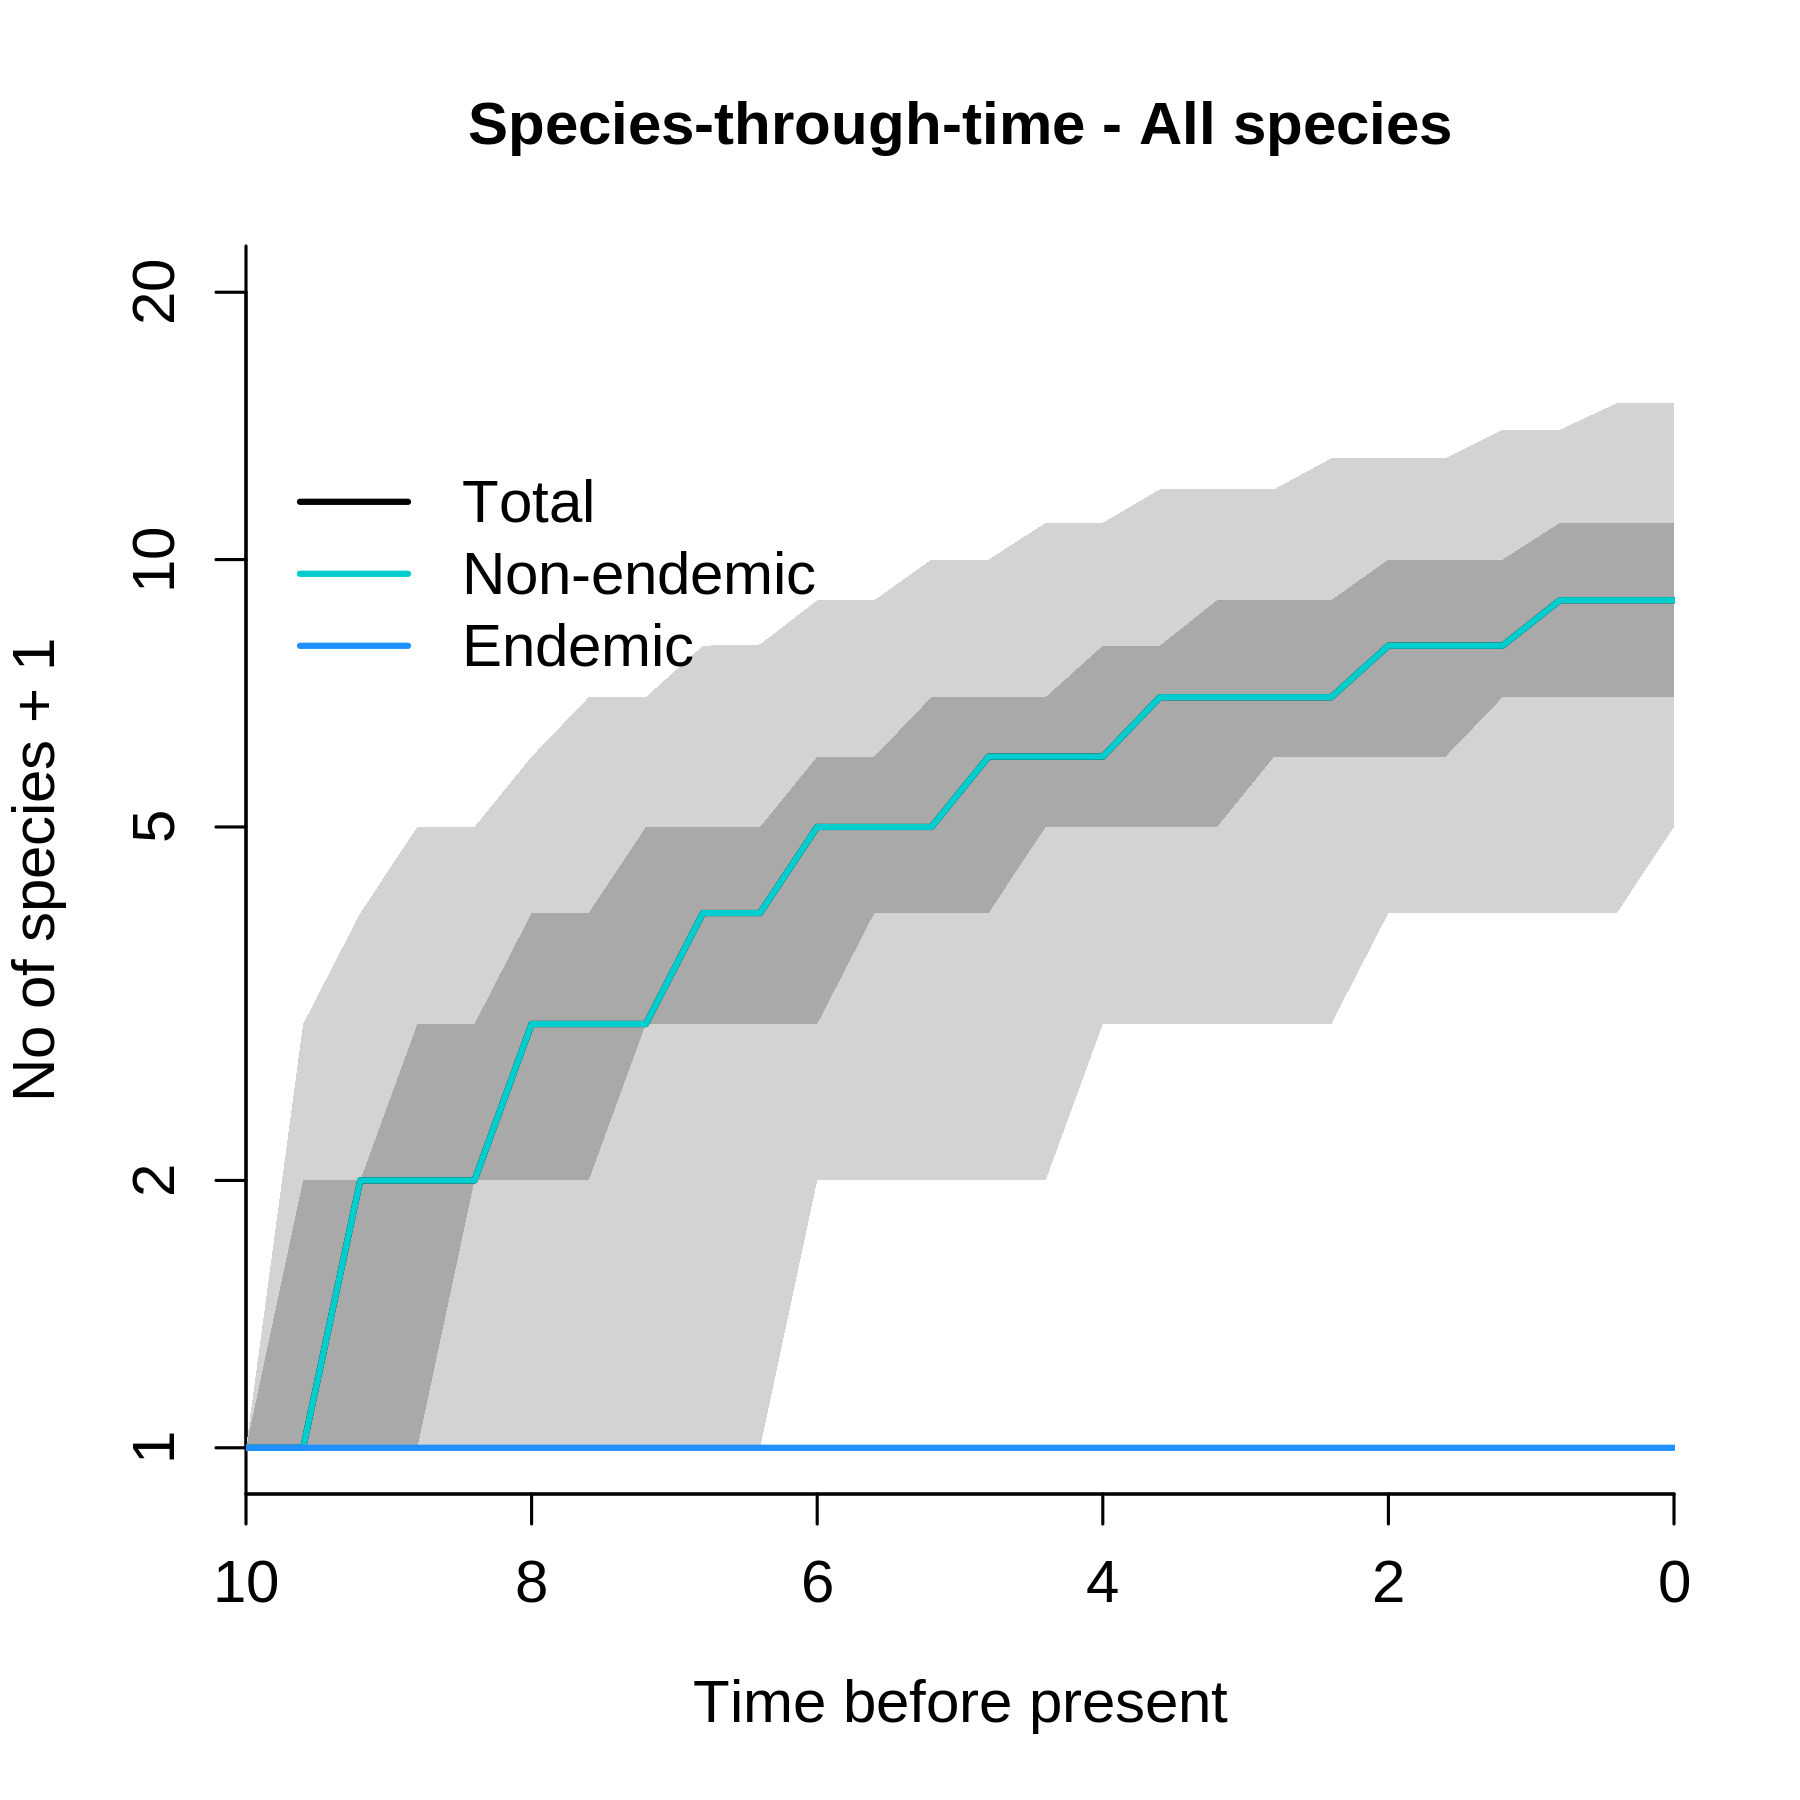 Species-through-time - All species
20
10
5
2
1
No of species + 1
Total
Non-endemic
Endemic
10 8 6 4 2 0
Time before present